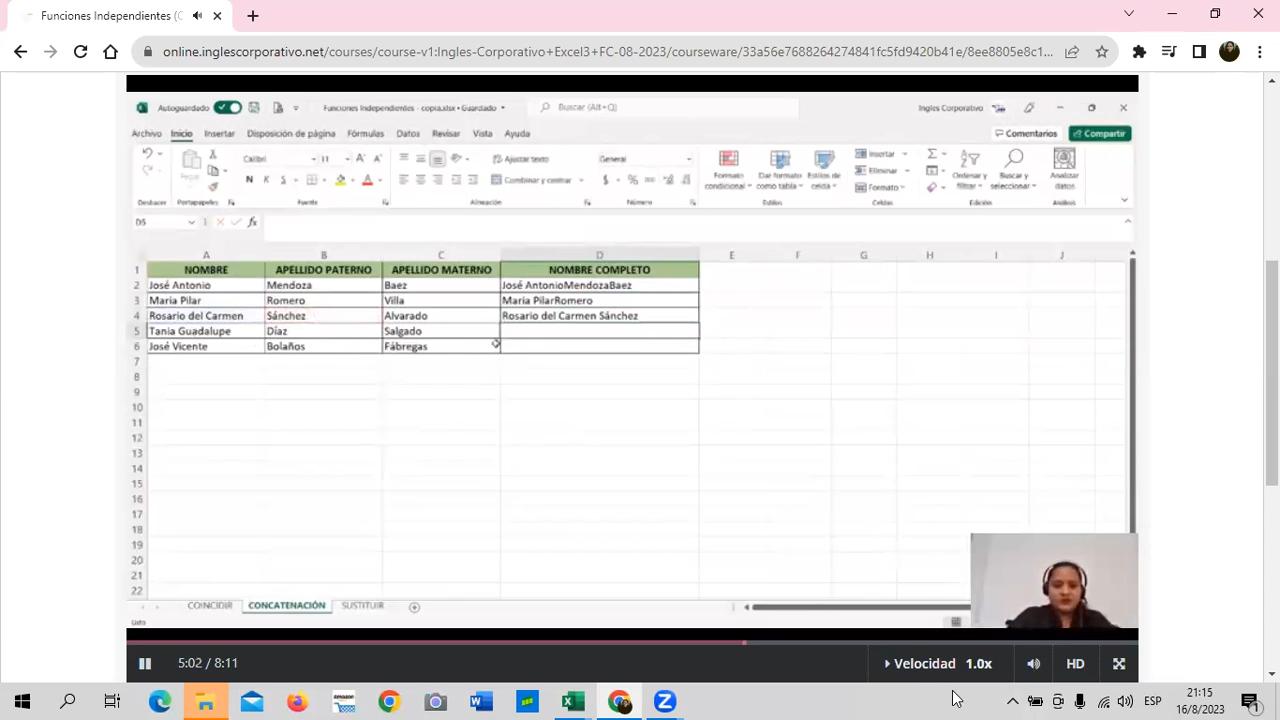 Funciones Independientes (C
online.inglescorporativo.net/courses/course-v1:Ingles-Corporativo+Excel3+FC-08-2023/courseware/33a56e7688264274841fc5fd9420b41e/8ee8805e8c1...
Autoguardado Funciones Independientes - copia.xlsx • Guardado Buscar (Alt+Q) Ingles Corporativo
Archivo Inicio Insertar Disposición de página Fórmulas Datos Revisar Vista Ayuda Comentarios Compartir
Calibri 11 Ajustar texto General Insertar
Pegar N K S Combinar y centrar $ % 000 Formato condicional Dar formato como tabla Estilos de celda Eliminar Formato Ordenar y filtrar Buscar y seleccionar Analizar datos
Deshacer Portapapeles Fuente Alineación Número Estilos Celdas Edición Análisis
D5 fx
A B C D E F G H I J
1 NOMBRE APELLIDO PATERNO APELLIDO MATERNO NOMBRE COMPLETO
2 José Antonio Mendoza Baez José AntonioMendozaBaez
3 Maria Pilar Romero Villa Maria PilarRomero
4 Rosario del Carmen Sánchez Alvarado Rosario del Carmen Sánchez
5 Tania Guadalupe Díaz Salgado
6 José Vicente Bolaños Fábregas
7
8
9
10
11
12
13
14
15
16
17
18
19
20
21
22
COINCIDIR CONCATENACIÓN SUSTITUIR
Listo
5:02 / 8:11 Velocidad 1.0x HD
ESP 21:15
16/8/2023 1